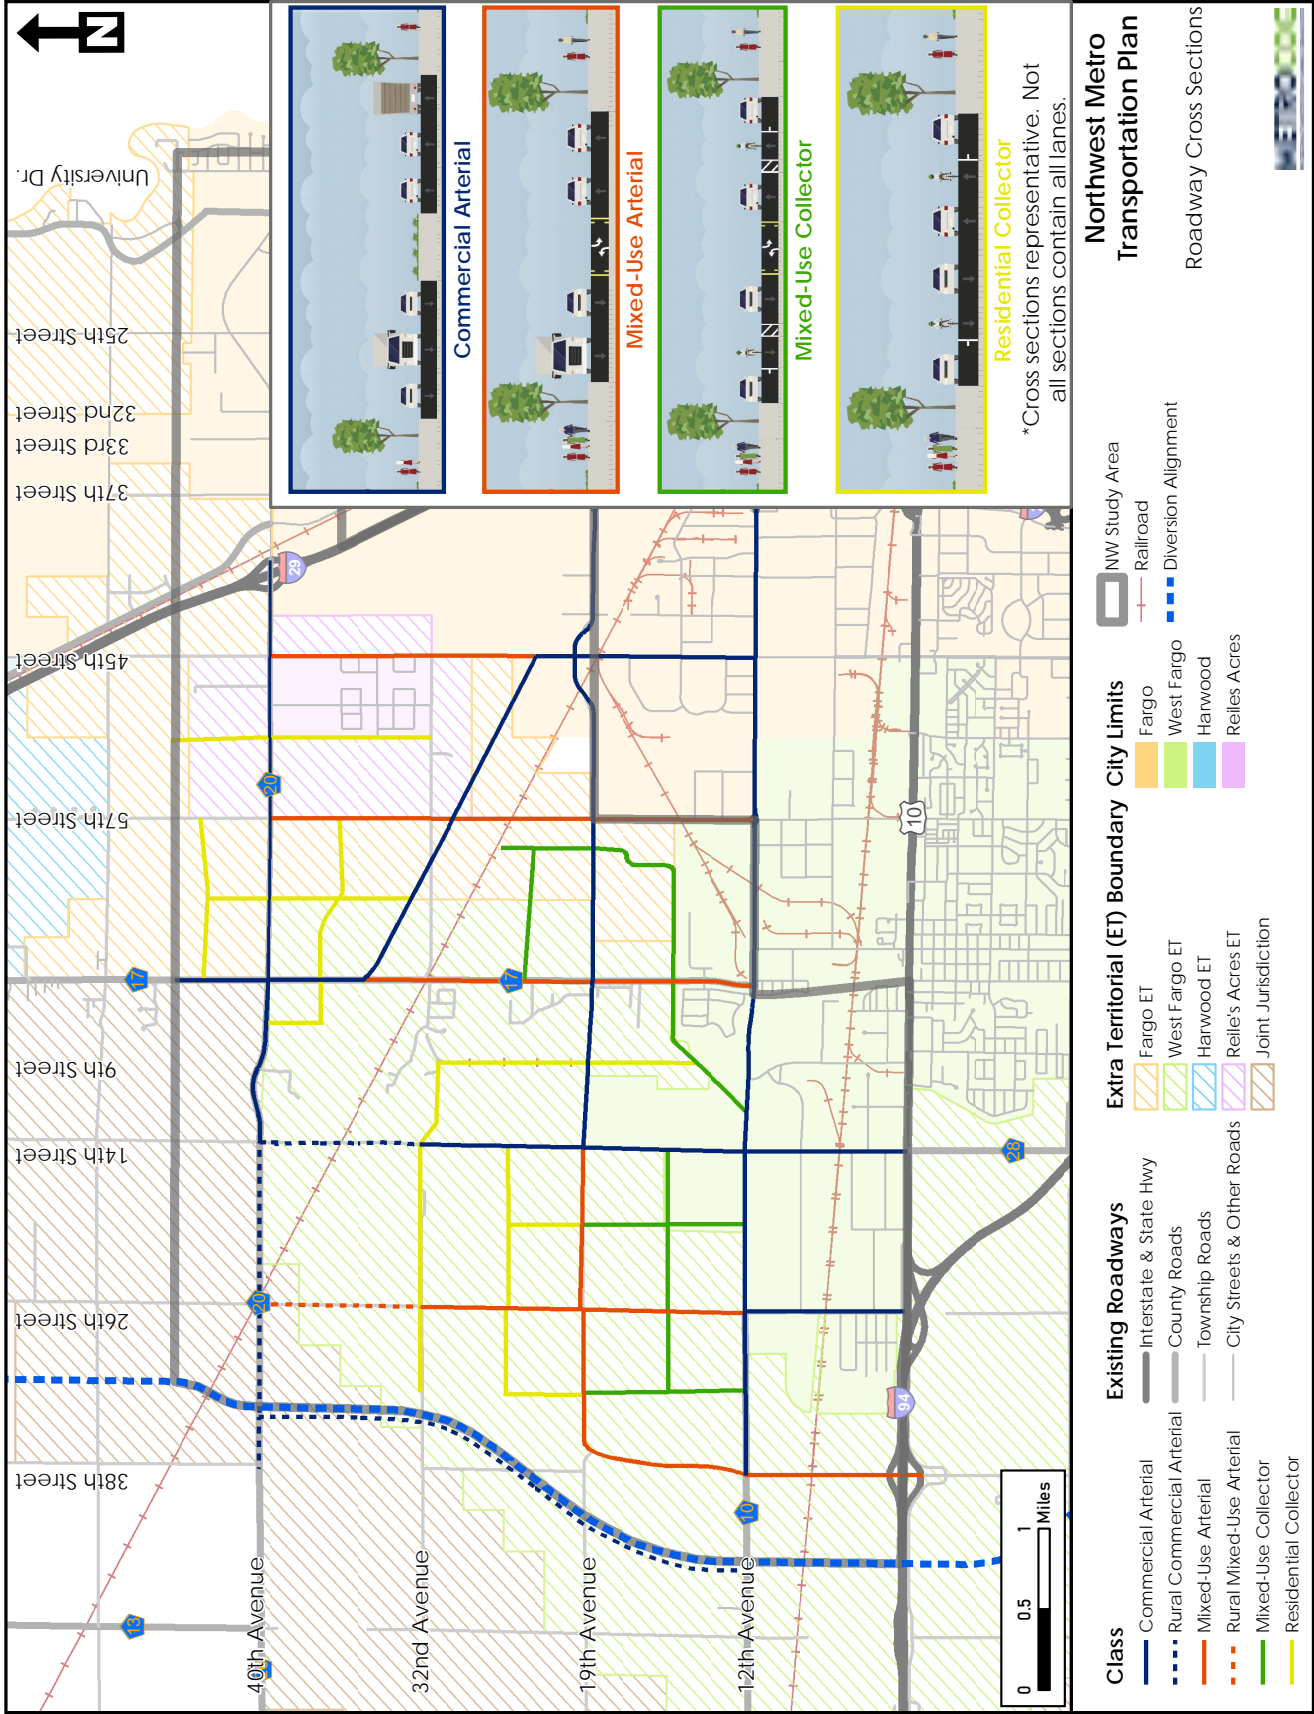 N
University Dr.
25th Street
32nd Street
33rd Street
37th Street
45th Street
57th Street
9th Street
14th Street
26th Street
38th Street
40th Avenue
32nd Avenue
19th Avenue
12th Avenue
29
20
17
17
20
13
10
10
28
94
Commercial Arterial
Mixed-Use Arterial
Mixed-Use Collector
Residential Collector
*Cross sections representative. Not
all sections contain all lanes.
0 0.5 1
Miles
Class
Commercial Arterial
Rural Commercial Arterial
Mixed-Use Arterial
Rural Mixed-Use Arterial
Mixed-Use Collector
Residential Collector
Existing Roadways
Interstate & State Hwy
County Roads
Township Roads
City Streets & Other Roads
Extra Territorial (ET) Boundary
Fargo ET
West Fargo ET
Harwood ET
Reile's Acres ET
Joint Jurisdiction
City Limits
Fargo
West Fargo
Harwood
Reiles Acres
NW Study Area
Railroad
Diversion Alignment
Northwest Metro
Transportation Plan
Roadway Cross Sections
METROCOG